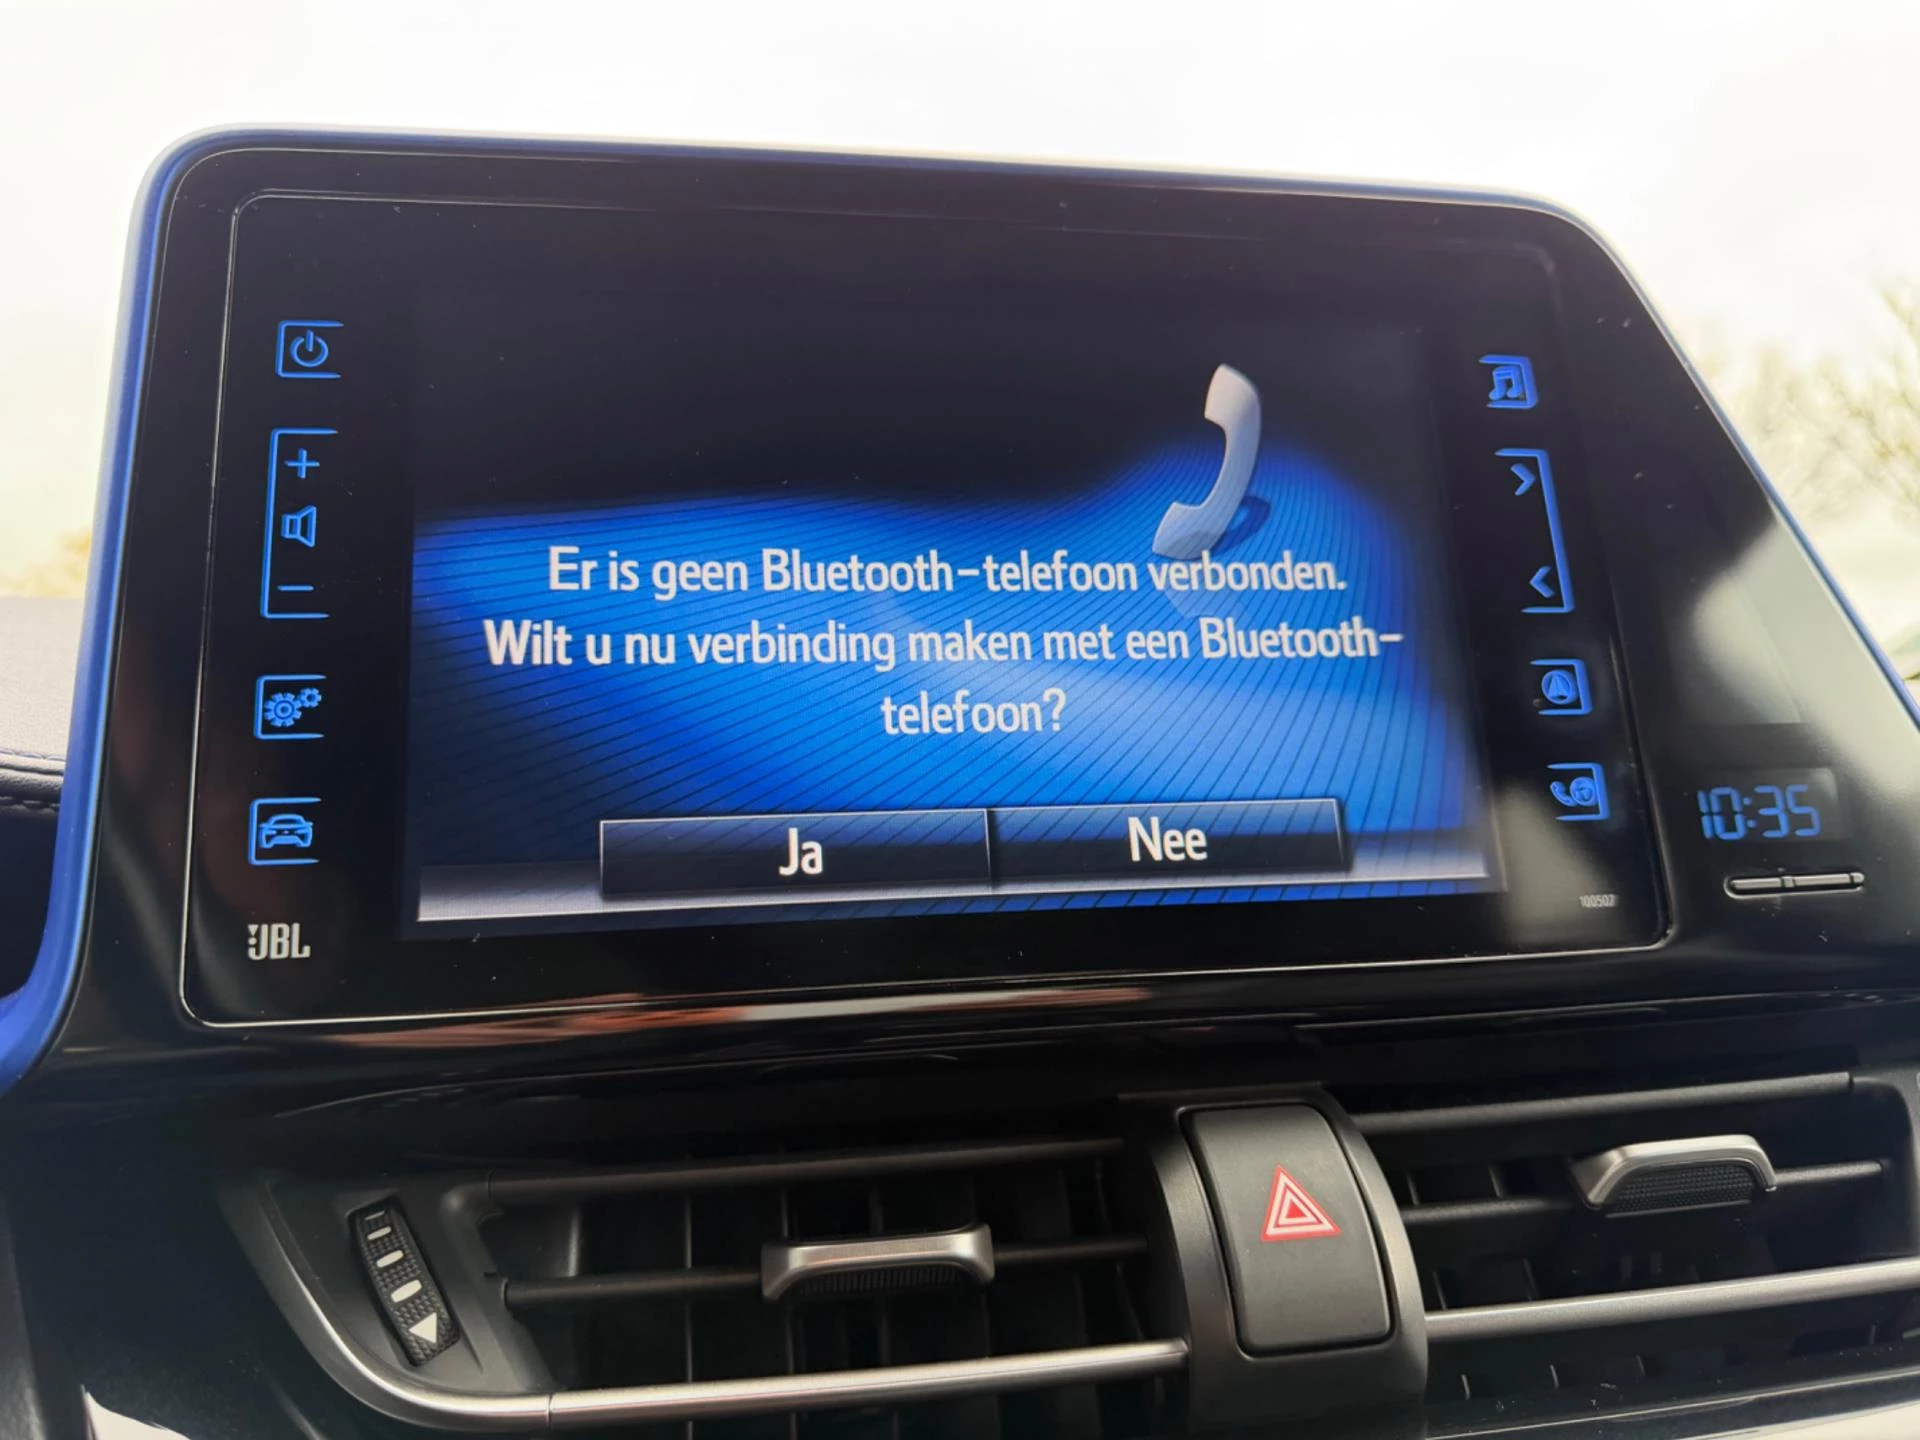 Er is geen Bluetooth-telefoon verbonden.
Wilt u nu verbinding maken met een Bluetooth-
telefoon?
Ja
Nee
10:35
100507
JBL